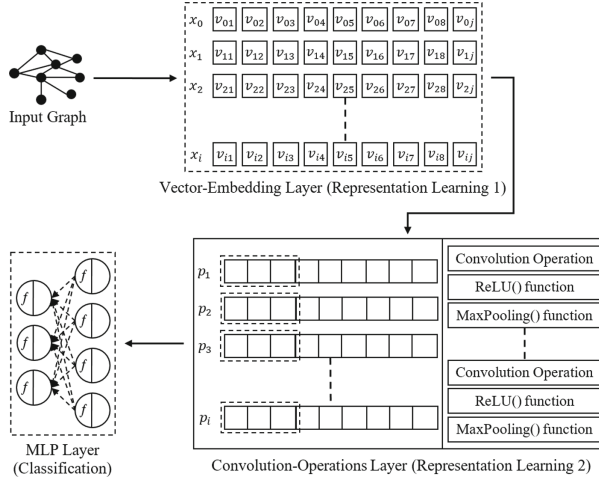 x₀ v₀₁ v₀₂ v₀₃ v₀₄ v₀₅ v₀₆ v₀₇ v₀₈ v₀ⱼ
x₁ v₁₁ v₁₂ v₁₃ v₁₄ v₁₅ v₁₆ v₁₇ v₁₈ v₁ⱼ
x₂ v₂₁ v₂₂ v₂₃ v₂₄ v₂₅ v₂₆ v₂₇ v₂₈ v₂ⱼ
xᵢ vᵢ₁ vᵢ₂ vᵢ₃ vᵢ₄ vᵢ₅ vᵢ₆ vᵢ₇ vᵢ₈ vᵢⱼ
Input Graph
Vector-Embedding Layer (Representation Learning 1)
p₁
p₂
p₃
pᵢ
Convolution Operation
ReLU() function
MaxPooling() function
Convolution Operation
ReLU() function
MaxPooling() function
Convolution-Operations Layer (Representation Learning 2)
f
f
f
f
f
f
f
MLP Layer
(Classification)